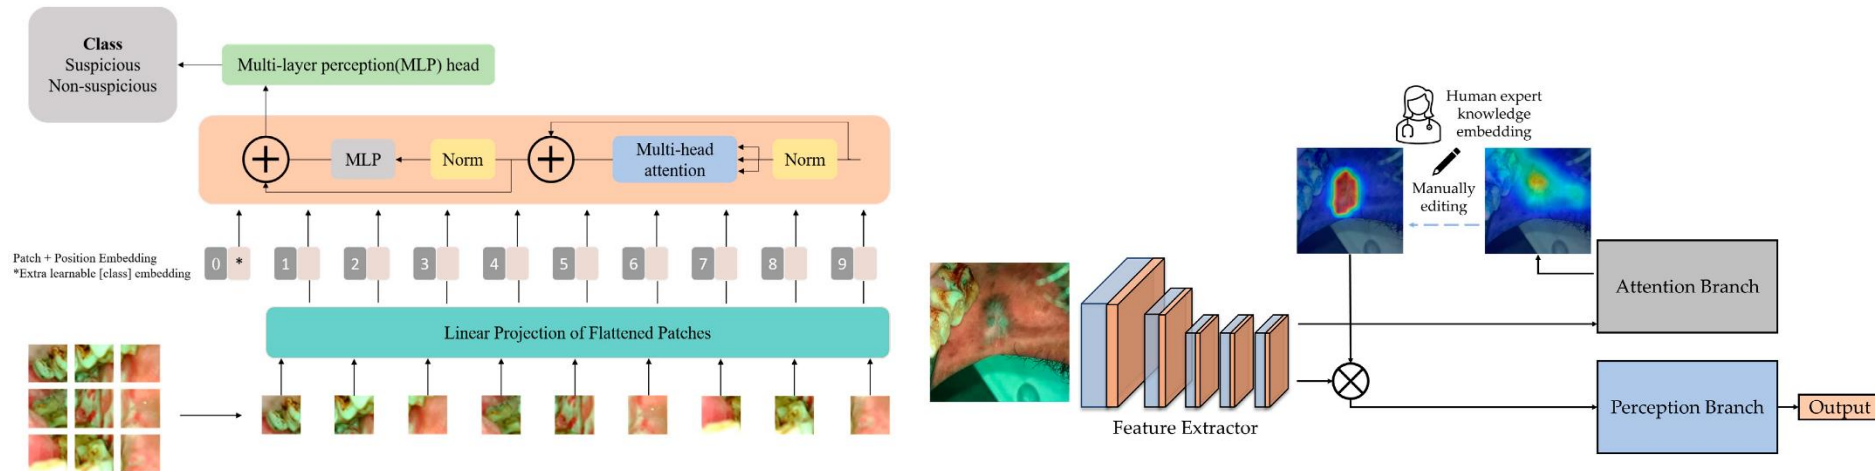 Class
Suspicious
Non-suspicious
Multi-layer perception(MLP) head
MLP
Norm
Multi-head
attention
Norm
Patch + Position Embedding
*Extra learnable [class] embedding
0 * 1 2 3 4 5 6 7 8 9
Linear Projection of Flattened Patches
Human expert
knowledge
embedding
Manually
editing
Attention Branch
Feature Extractor
Perception Branch
Output